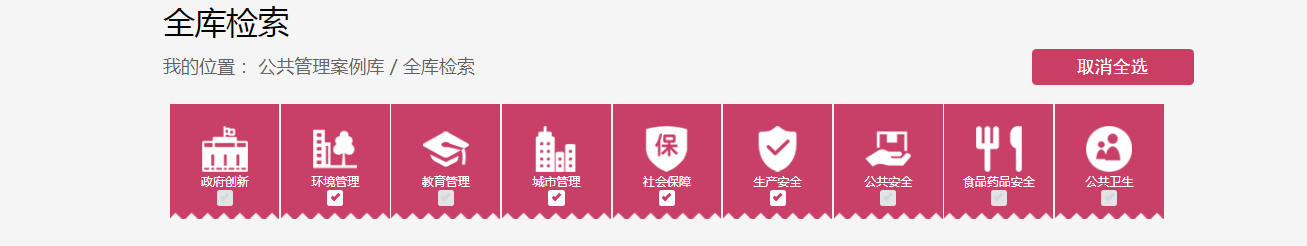 全库检索
我的位置： 公共管理案例库 / 全库检索
取消全选
保
政府创新
环境管理
教育管理
城市管理
社会保障
生产安全
公共安全
食品药品安全
公共卫生